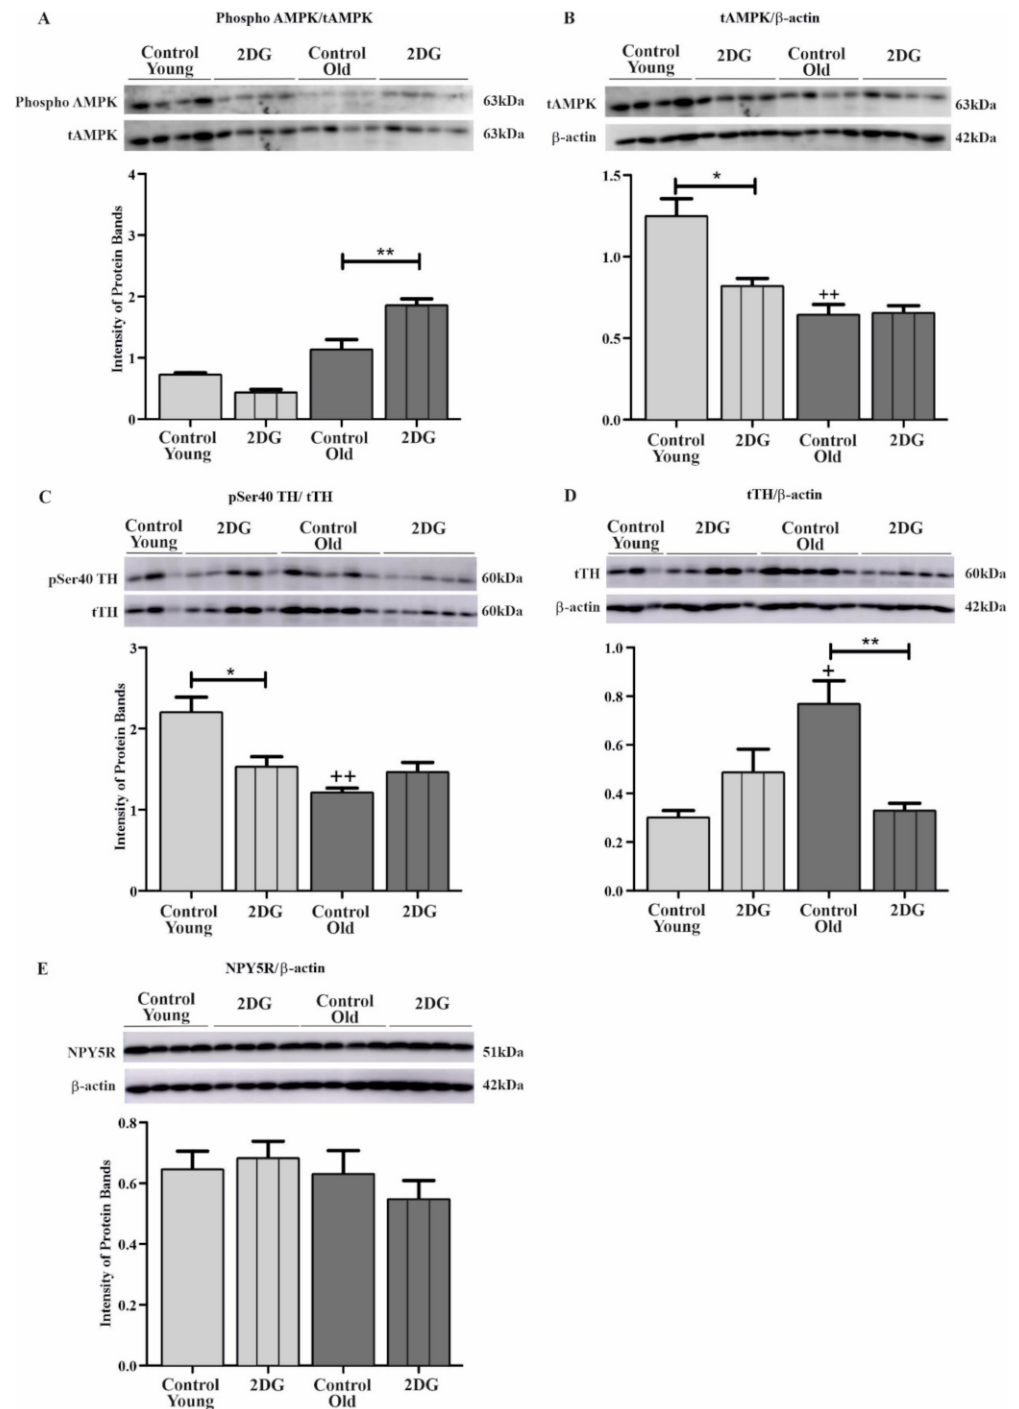 A
Phospho AMPK/tAMPK
Control Young
2DG
Control Old
2DG
Phospho AMPK
63kDa
tAMPK
63kDa
Intensity of Protein Bands
4
3
2
1
0
**
Control Young
2DG
Control Old
2DG
B
tAMPK/β-actin
Control Young
2DG
Control Old
2DG
tAMPK
63kDa
β-actin
42kDa
1.5
1.0
0.5
0.0
*
++
Control Young
2DG
Control Old
2DG
C
pSer40 TH/ tTH
Control Young
2DG
Control Old
2DG
pSer40 TH
60kDa
tTH
60kDa
Intensity of Protein Bands
3
2
1
0
*
++
Control Young
2DG
Control Old
2DG
D
tTH/β-actin
Control Young
2DG
Control Old
2DG
tTH
60kDa
β-actin
42kDa
1.0
0.8
0.6
0.4
0.2
0.0
**
+
Control Young
2DG
Control Old
2DG
E
NPY5R/β-actin
Control Young
2DG
Control Old
2DG
NPY5R
51kDa
β-actin
42kDa
Intensity of Protein Bands
0.8
0.6
0.4
0.2
0.0
Control Young
2DG
Control Old
2DG